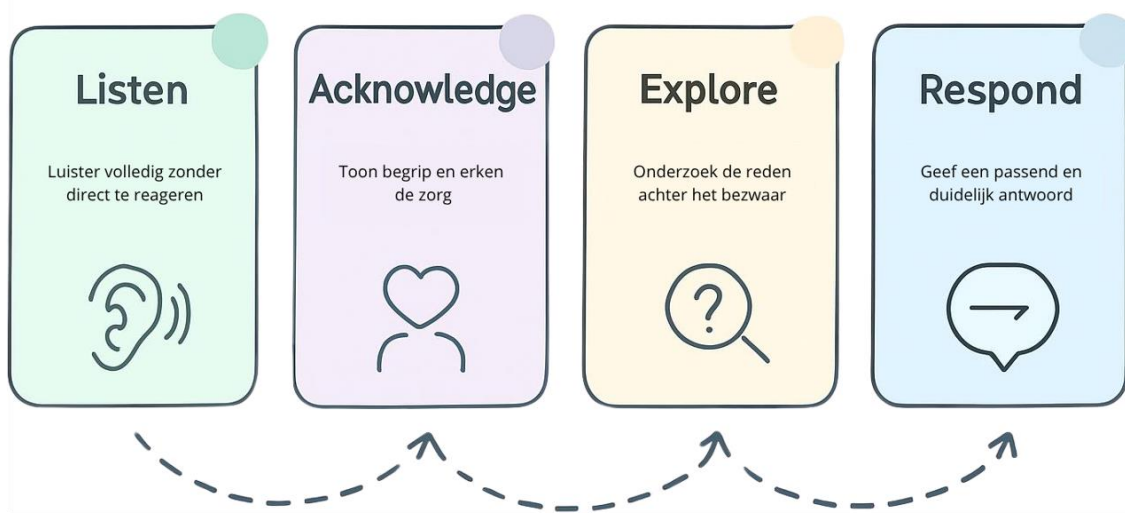 Listen
Luister volledig zonder
direct te reageren
Acknowledge
Toon begrip en erken
de zorg
Explore
Onderzoek de reden
achter het bezwaar
?
Respond
Geef een passend en
duidelijk antwoord